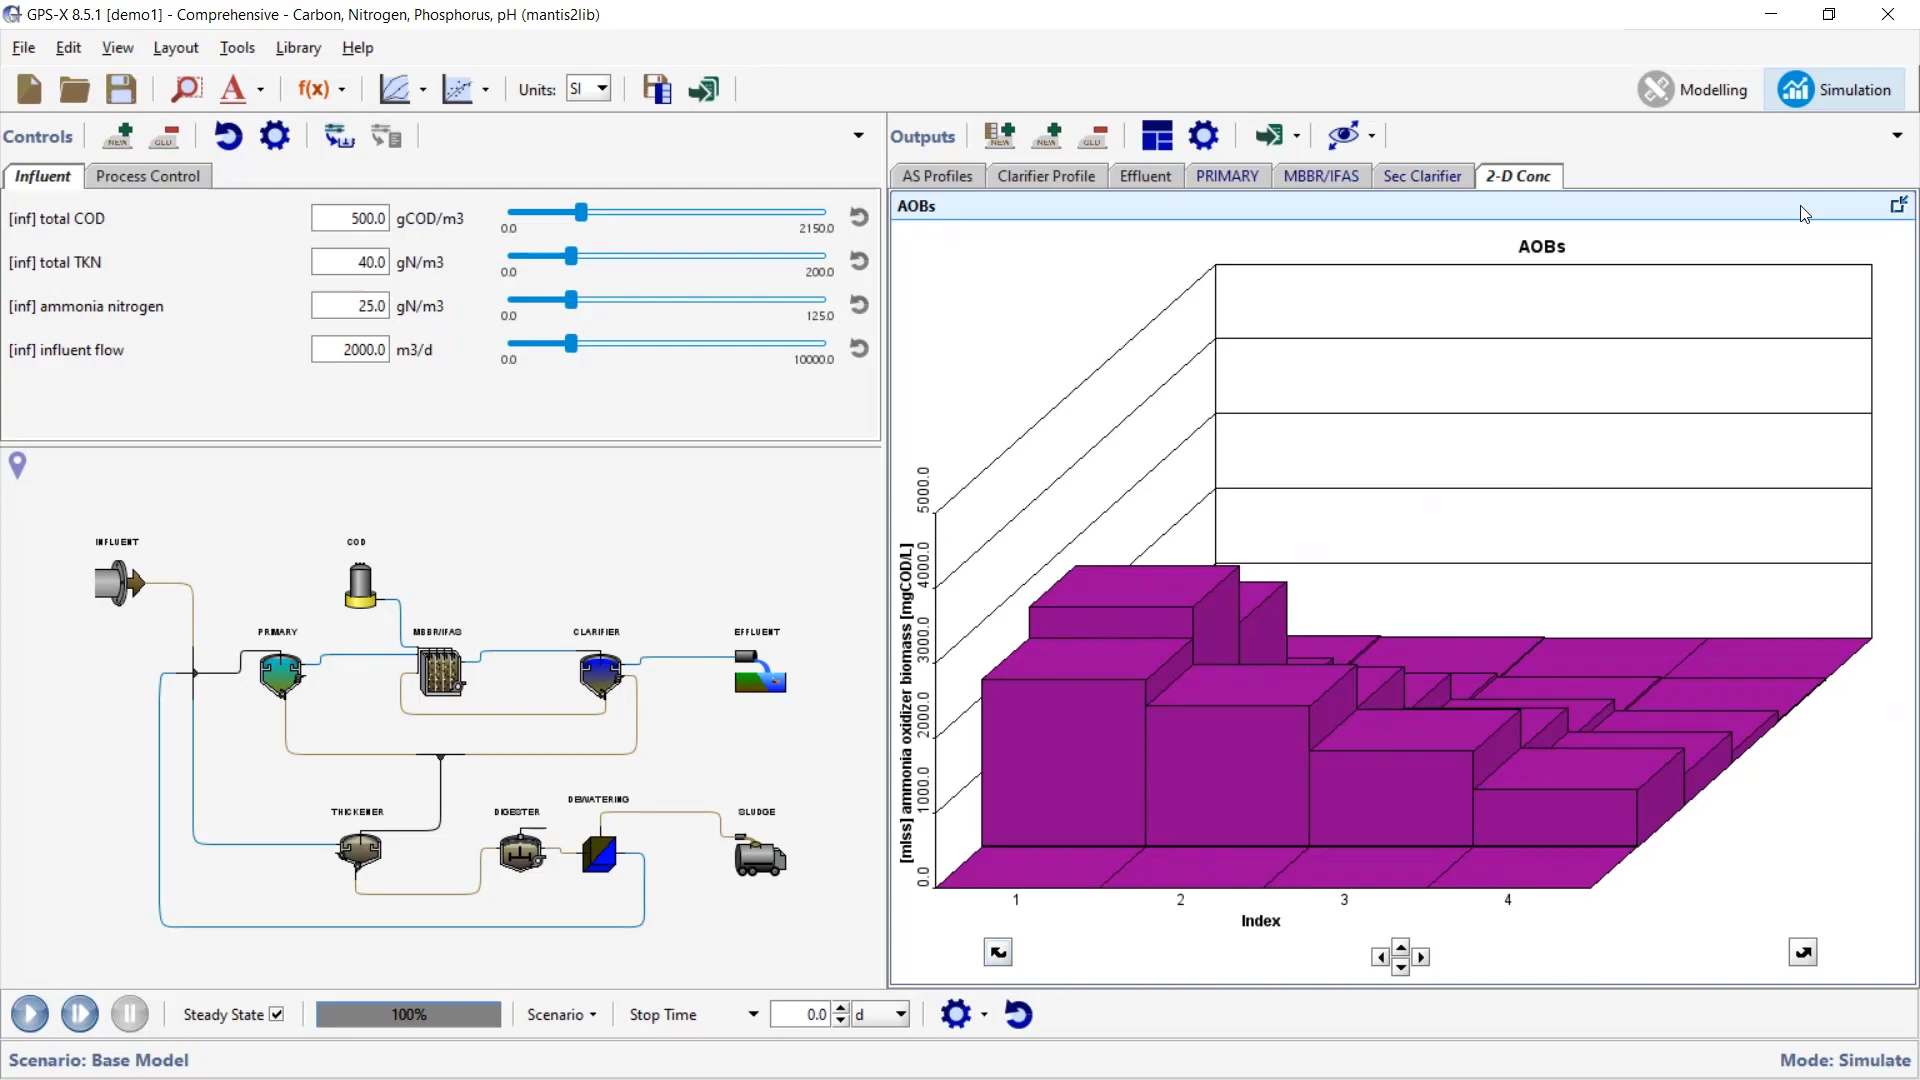 GPS-X 8.5.1 [demo1] - Comprehensive - Carbon, Nitrogen, Phosphorus, pH (mantis2lib)
File Edit View Layout Tools Library Help
A f(x) Units: SI Modelling Simulation
Controls NEW
Outputs NEW NEW
Influent Process Control
AS Profiles Clarifier Profile Effluent PRIMARY MBBR/IFAS Sec Clarifier 2-D Conc
[inf] total COD 500.0 gCOD/m3 0.0 2150.0
[inf] total TKN 40.0 gN/m3 0.0 200.0
[inf] ammonia nitrogen 25.0 gN/m3 0.0 125.0
[inf] influent flow 2000.0 m3/d 0.0 10000.0
INFLUENT
COD
PRIMARY
MBBR/IFAS
CLARIFIER
EFFLUENT
THICKENER
DIGESTER
DEWATERING
SLUDGE
AOBs
AOBs
[mlss] ammonia oxidizer biomass [mgCOD/L]
5000.0
4000.0
3000.0
2000.0
1000.0
0.0
1 2 3 4
Index
Steady State 100% Scenario Stop Time 0.0 d
Scenario: Base Model
Mode: Simulate